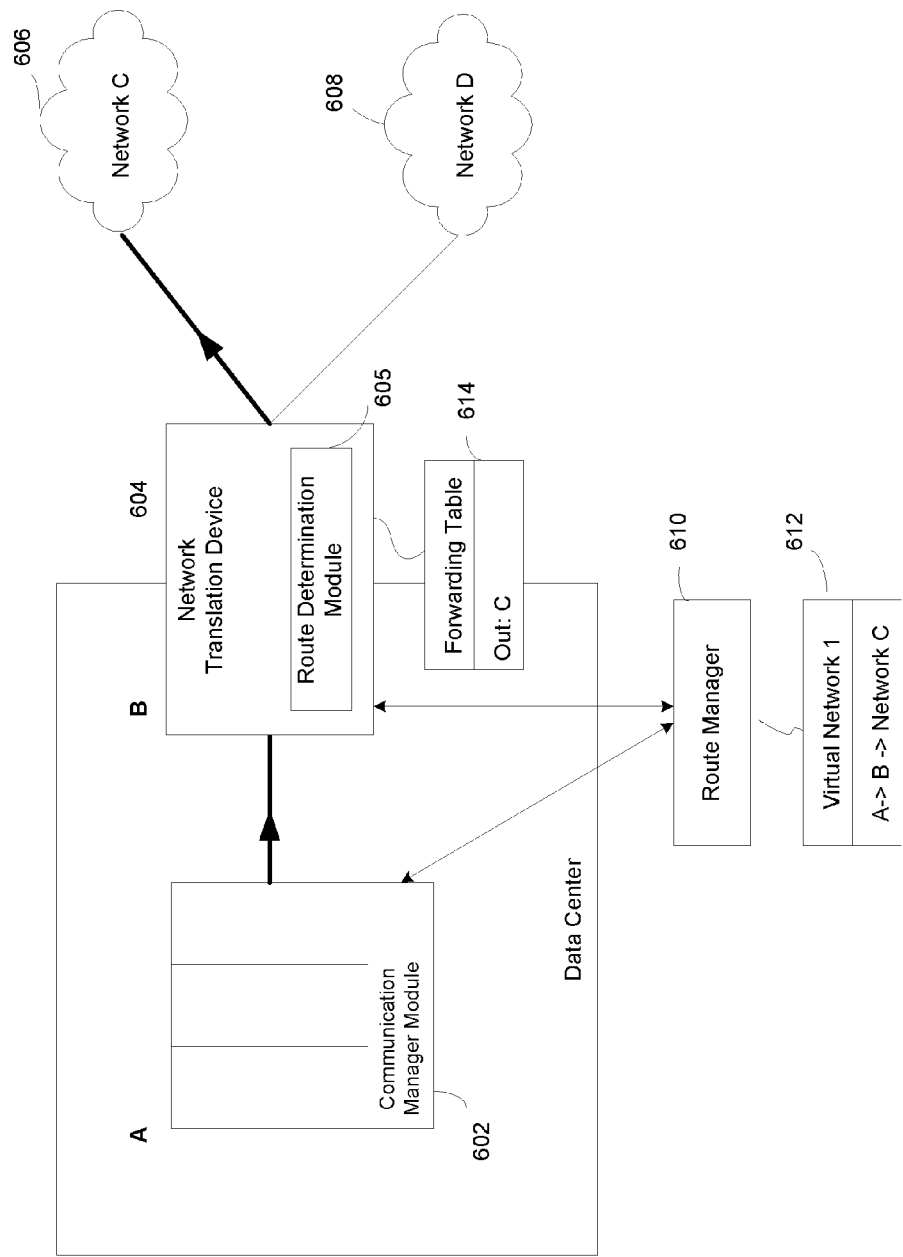 606
Network C
608
Network D
604
Network
Translation Device
B
Route Determination
Module
605
Forwarding Table
614
Out: C
A
Communication
Manager Module
602
Data Center
610
Route Manager
612
Virtual Network 1
A-> B -> Network C